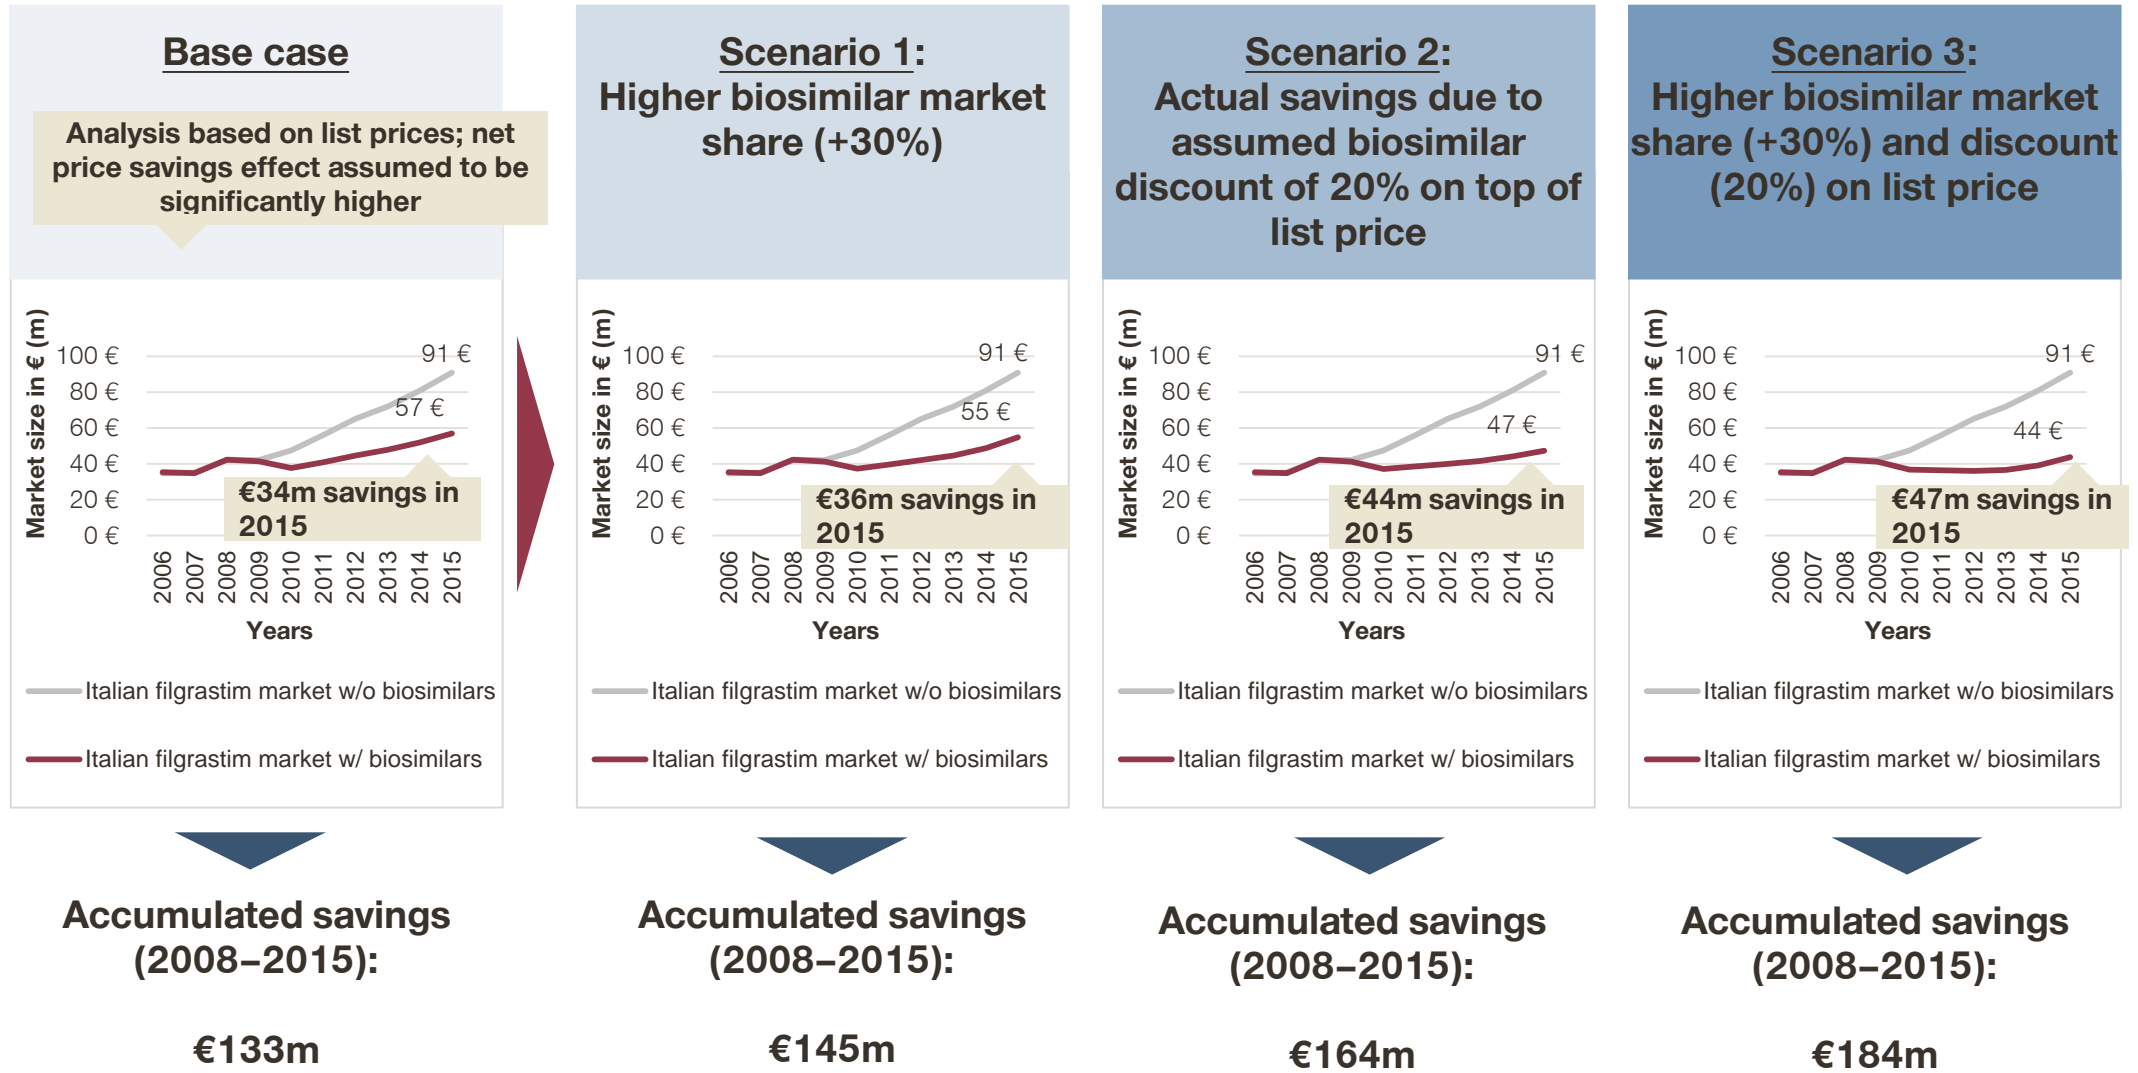 Base case
Analysis based on list prices; net
price savings effect assumed to be
significantly higher
Market size in € (m)
100 €
80 €
60 €
40 €
20 €
0 €
91 €
57 €
€34m savings in
2015
2006
2007
2008
2009
2010
2011
2012
2013
2014
2015
Years
Italian filgrastim market w/o biosimilars
Italian filgrastim market w/ biosimilars
Accumulated savings
(2008–2015):
€133m
Scenario 1:
Higher biosimilar market
share (+30%)
Market size in € (m)
100 €
80 €
60 €
40 €
20 €
0 €
91 €
55 €
€36m savings in
2015
2006
2007
2008
2009
2010
2011
2012
2013
2014
2015
Years
Italian filgrastim market w/o biosimilars
Italian filgrastim market w/ biosimilars
Accumulated savings
(2008–2015):
€145m
Scenario 2:
Actual savings due to
assumed biosimilar
discount of 20% on top of
list price
Market size in € (m)
100 €
80 €
60 €
40 €
20 €
0 €
91 €
47 €
€44m savings in
2015
2006
2007
2008
2009
2010
2011
2012
2013
2014
2015
Years
Italian filgrastim market w/o biosimilars
Italian filgrastim market w/ biosimilars
Accumulated savings
(2008–2015):
€164m
Scenario 3:
Higher biosimilar market
share (+30%) and discount
(20%) on list price
Market size in € (m)
100 €
80 €
60 €
40 €
20 €
0 €
91 €
44 €
€47m savings in
2015
2006
2007
2008
2009
2010
2011
2012
2013
2014
2015
Years
Italian filgrastim market w/o biosimilars
Italian filgrastim market w/ biosimilars
Accumulated savings
(2008–2015):
€184m